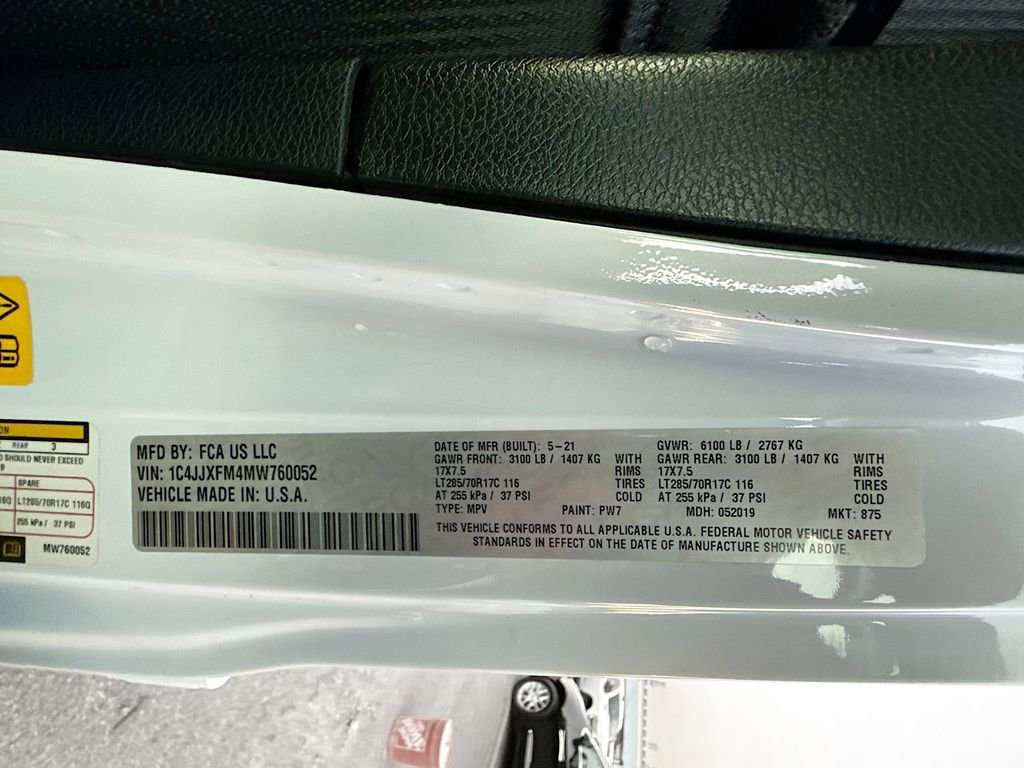 ON
REAR 3
SHOULD NEVER EXCEED
SPARE
LT285/70R17C 116Q
255 kPa / 37 PSI
MW760052
MFD BY: FCA US LLC
VIN: 1C4JJXFM4MW760052
VEHICLE MADE IN: U.S.A.
DATE OF MFR (BUILT): 5-21 GVWR: 6100 LB / 2767 KG
GAWR FRONT: 3100 LB / 1407 KG WITH GAWR REAR: 3100 LB / 1407 KG WITH
17X7.5 RIMS 17X7.5 RIMS
LT285/70R17C 116 TIRES LT285/70R17C 116 TIRES
AT 255 kPa / 37 PSI COLD AT 255 kPa / 37 PSI COLD
TYPE: MPV PAINT: PW7 MDH: 052019 MKT: 875
THIS VEHICLE CONFORMS TO ALL APPLICABLE U.S.A. FEDERAL MOTOR VEHICLE SAFETY
STANDARDS IN EFFECT ON THE DATE OF MANUFACTURE SHOWN ABOVE.